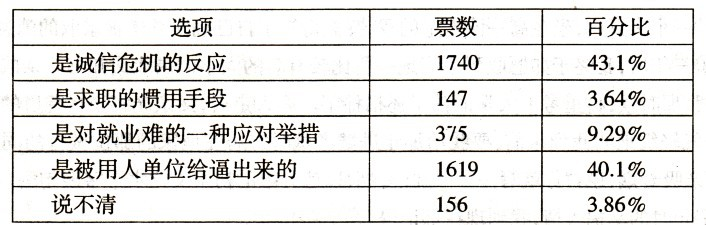 选项 票数 百分比
是诚信危机的反应 1740 43.1%
是求职的惯用手段 147 3.64%
是对就业难的一种应对举措 375 9.29%
是被用人单位给逼出来的 1619 40.1%
说不清 156 3.86%